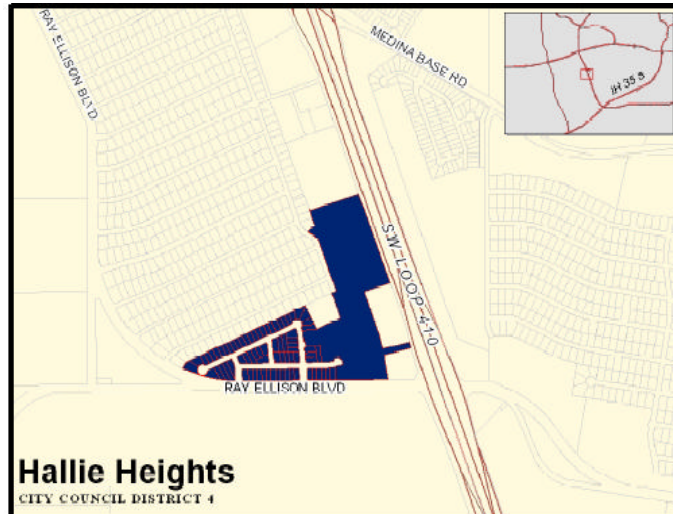 RAY ELLISON BLVD
MEDINA BASE RD
IH 35 S
S.W. LOOP 410
RAY ELLISON BLVD
Hallie Heights
CITY COUNCIL DISTRICT 4